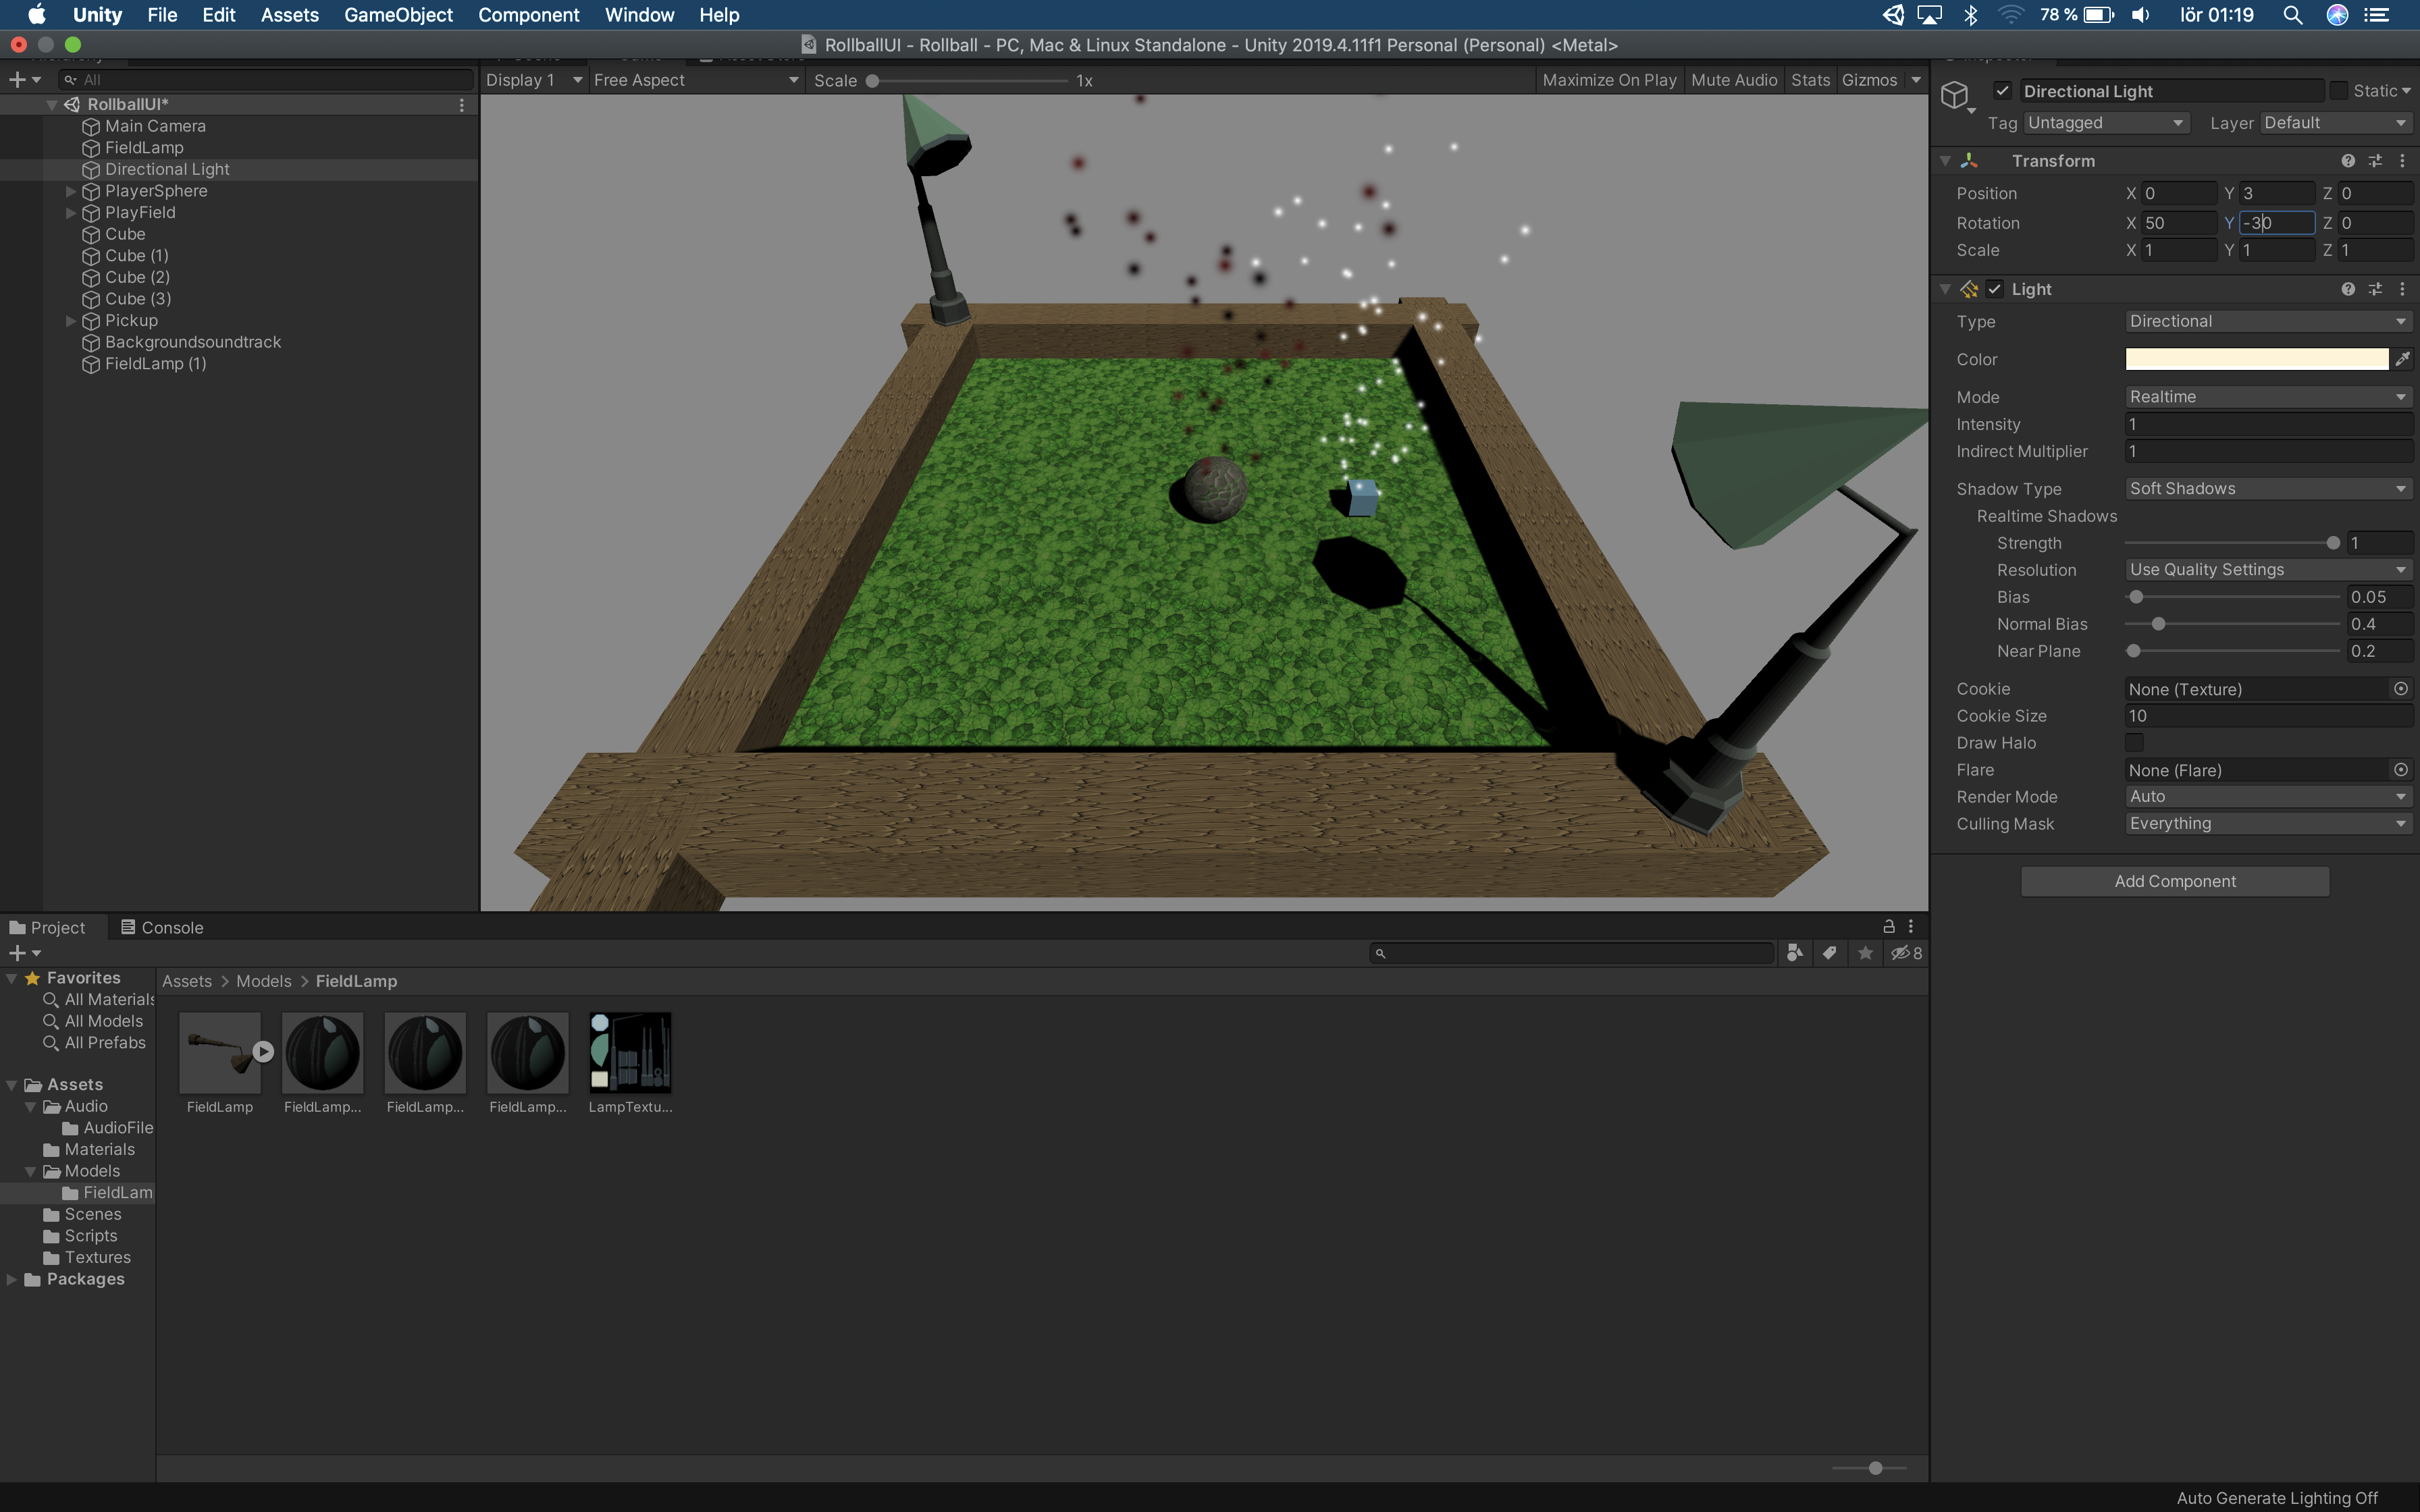 Unity File Edit Assets GameObject Component Window Help 78 % lör 01:19
RollballUI - Rollball - PC, Mac & Linux Standalone - Unity 2019.4.11f1 Personal (Personal) <Metal>
All
RollballUI*
Main Camera
FieldLamp
Directional Light
PlayerSphere
PlayField
Cube
Cube (1)
Cube (2)
Cube (3)
Pickup
Backgroundsoundtrack
FieldLamp (1)
Display 1 Free Aspect Scale 1x Maximize On Play Mute Audio Stats Gizmos
Directional Light Static
Tag Untagged Layer Default
Transform
Position X 0 Y 3 Z 0
Rotation X 50 Y -30 Z 0
Scale X 1 Y 1 Z 1
Light
Type Directional
Color
Mode Realtime
Intensity 1
Indirect Multiplier 1
Shadow Type Soft Shadows
Realtime Shadows
Strength 1
Resolution Use Quality Settings
Bias 0.05
Normal Bias 0.4
Near Plane 0.2
Cookie None (Texture)
Cookie Size 10
Draw Halo
Flare None (Flare)
Render Mode Auto
Culling Mask Everything
Add Component
Project Console
8
Favorites
All Materials
All Models
All Prefabs
Assets
Audio
AudioFile
Materials
Models
FieldLam
Scenes
Scripts
Textures
Packages
Assets > Models > FieldLamp
FieldLamp FieldLamp... FieldLamp... FieldLamp... LampTextu...
Auto Generate Lighting Off